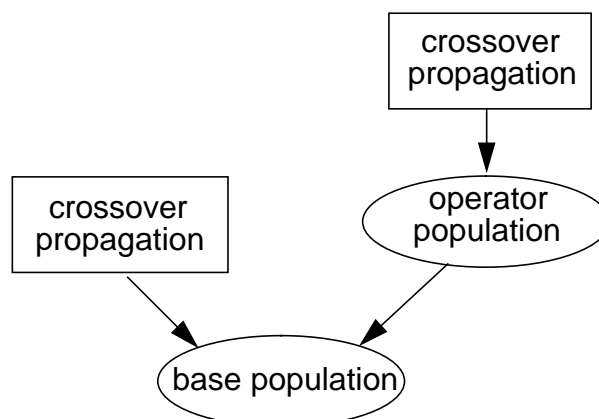 crossover
propagation
operator
population
crossover
propagation
base population